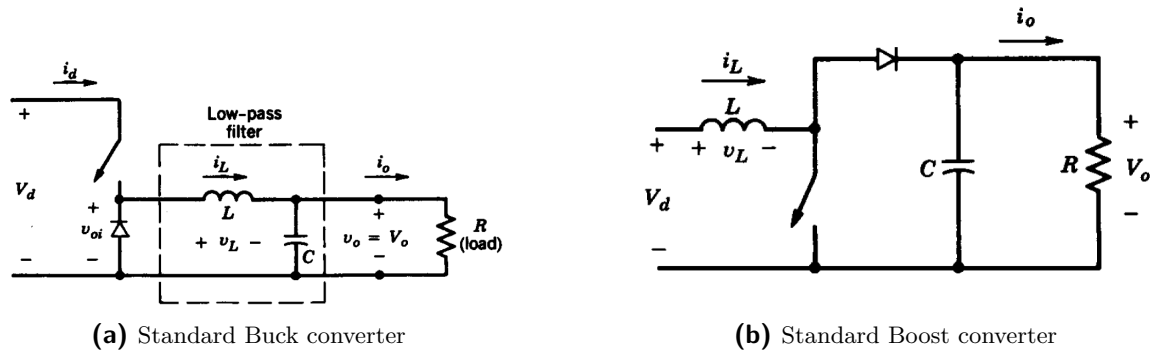 i_d
+
Low-pass
filter
i_L
i_o
V_d
+
v_oi
L
+ v_L −
C
+
v_o = V_o
−
R
(load)
−
−
(a) Standard Buck converter
i_o
i_L
L
+
+ v_L −
V_d
−
C
R
+
V_o
−
(b) Standard Boost converter